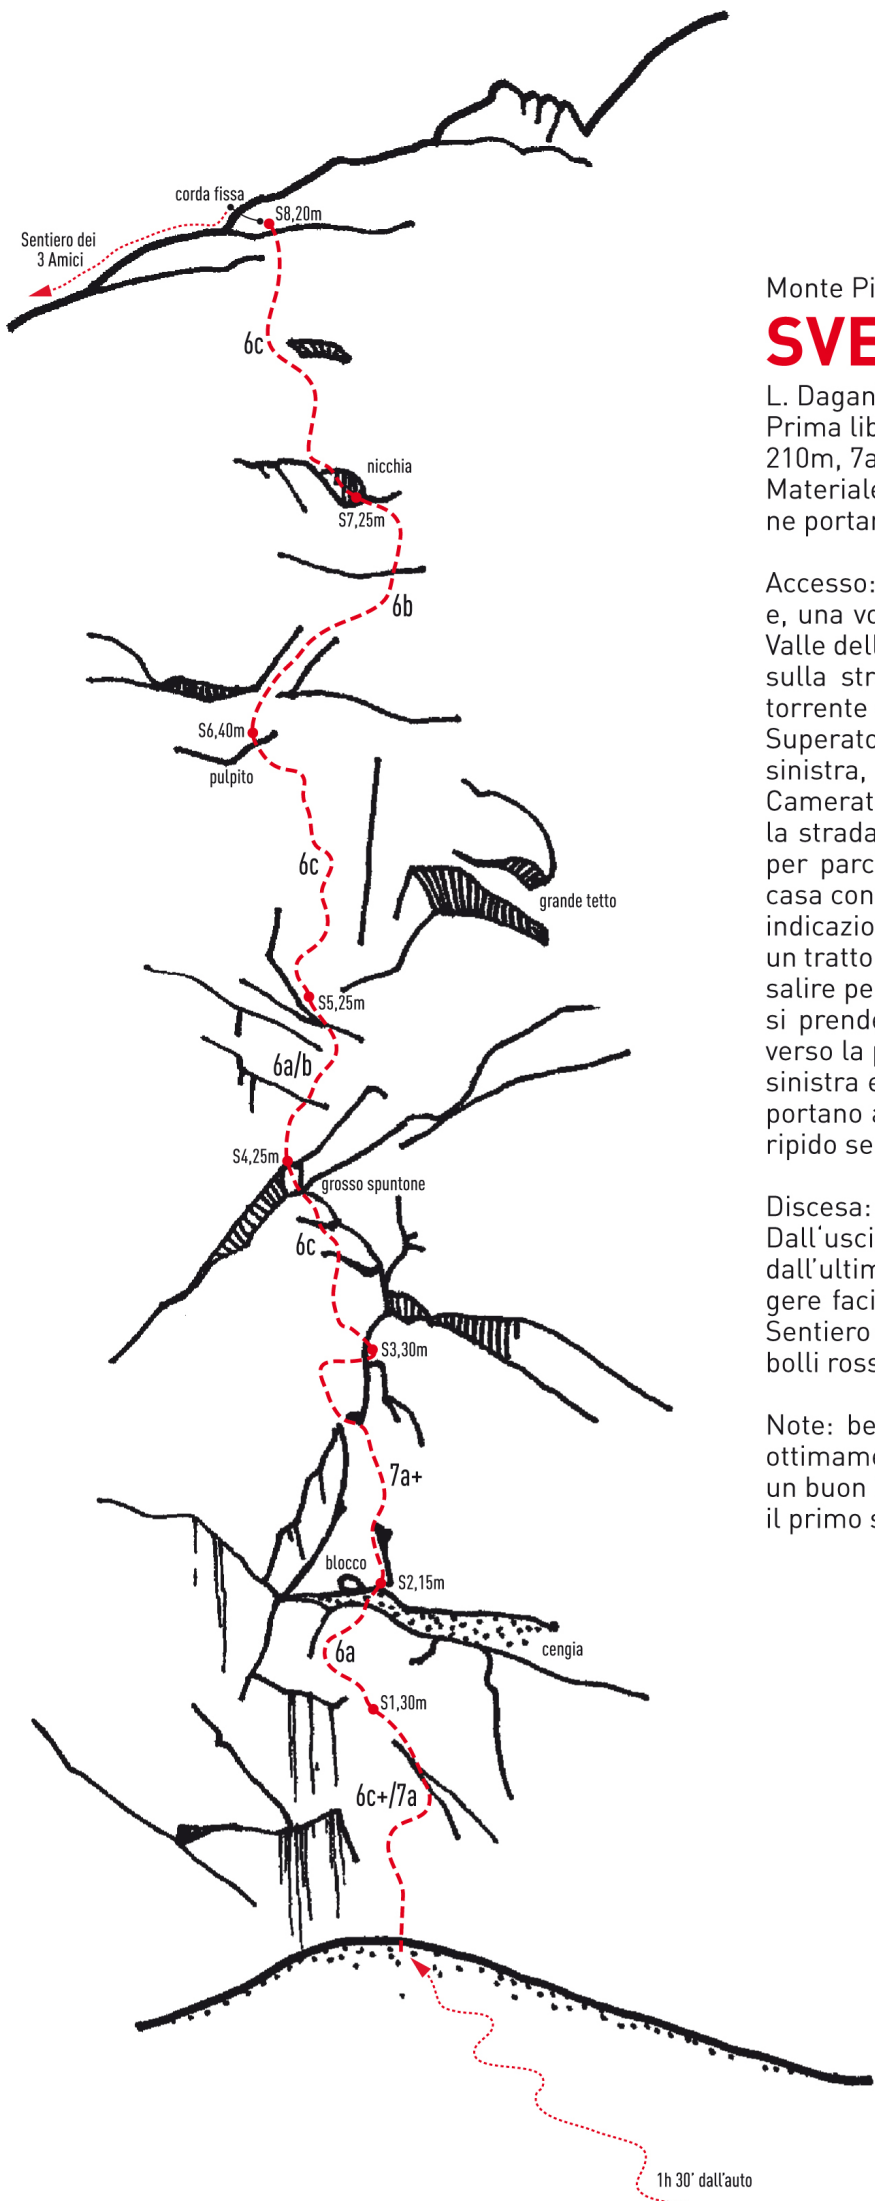 corda fissa
S8,20m
Sentiero dei
3 Amici
6c
nicchia
S7,25m
6b
S6,40m
pulpito
6c
grande tetto
S5,25m
6a/b
S4,25m
grosso spuntone
6c
S3,30m
7a+
blocco
S2,15m
6a
cengia
S1,30m
6c+/7a
1h 30' dall'auto
Monte Pi
SVE
L. Dagan
Prima lib
210m, 7a
Materiale
ne portar
Accesso:
e, una vo
Valle dell
sulla str
torrente
Superato
sinistra,
Camerat
la strada
per parc
casa con
indicazio
un tratto
salire pe
si prende
verso la p
sinistra e
portano a
ripido se
Discesa:
Dall'usci
dall'ultim
gere faci
Sentiero
bolli ross
Note: be
ottimame
un buon
il primo s